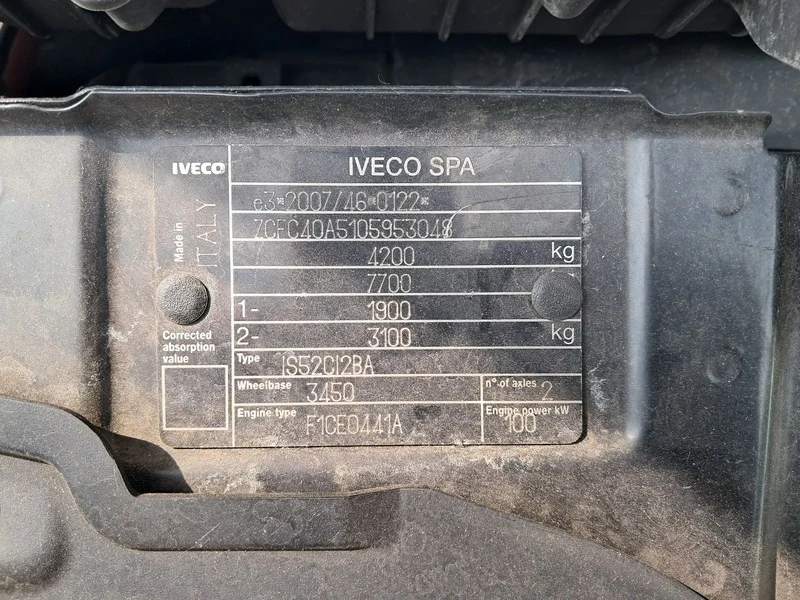 IVECO
IVECO SPA
Made in ITALY
e3*2007/46*0122*
ZCFC40A5105953048
4200 kg
7700
1- 1900
2- 3100 kg
Corrected
absorption
value
Type IS52CI2BA
Wheelbase 3450
n° of axles 2
Engine type F1CE0441A
Engine power kW 100